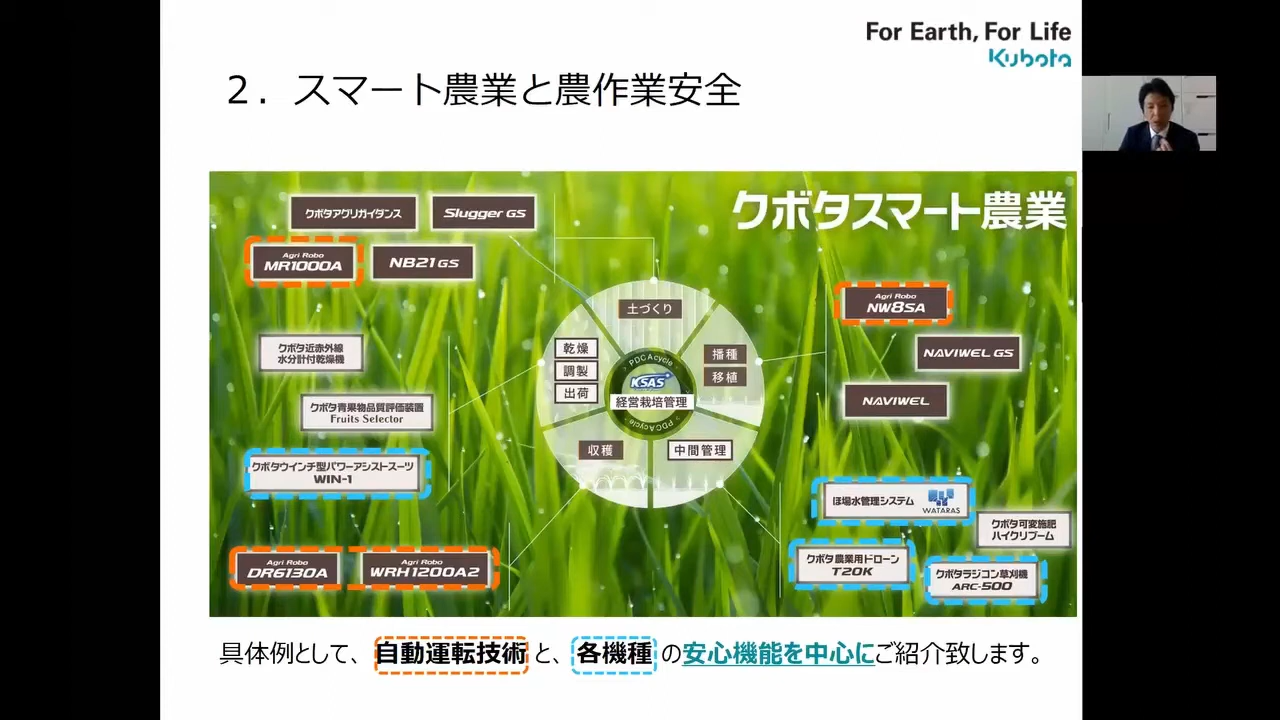 For Earth, For Life
Kubota
2．スマート農業と農作業安全
クボタスマート農業
クボタアグリガイダンス
Slugger GS
Agri Robo
MR1000A
NB21 GS
クボタ近赤外線
水分計付乾燥機
クボタ青果物品質評価装置
Fruits Selector
クボタウインチ型パワーアシストスーツ
WIN-1
Agri Robo
DR6130A
Agri Robo
WRH1200A2
土づくり
乾燥
調製
出荷
播種
移植
PDCAcycle
KSAS
経営栽培管理
PDCAcycle
収穫
中間管理
Agri Robo
NW8SA
NAVIWEL GS
NAVIWEL
ほ場水管理システム
WATARAS
クボタ可変施肥
ハイクリブーム
クボタ農業用ドローン
T20K
クボタラジコン草刈機
ARC-500
具体例として、自動運転技術と、各機種の安心機能を中心にご紹介致します。